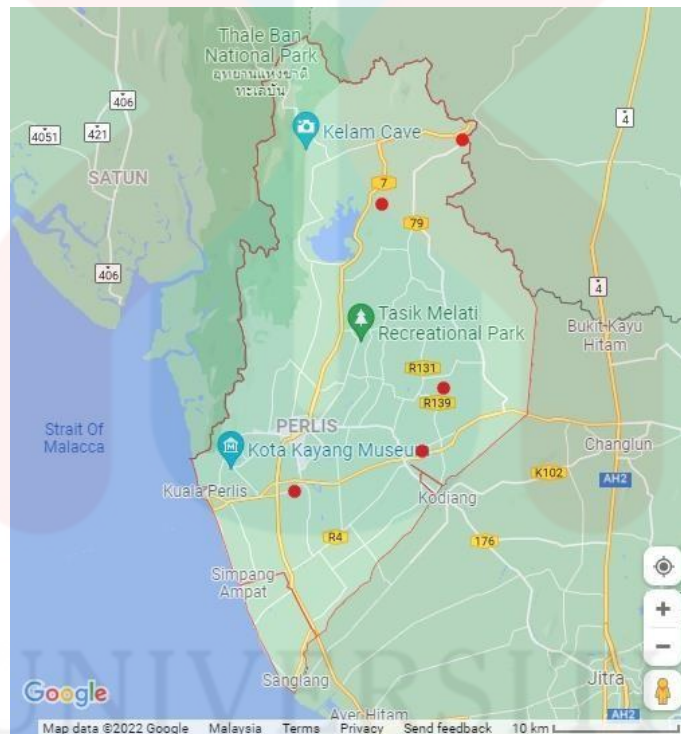 Thale Ban
National Park
อุทยานแห่งชาติ
ทะเลบัน
406
4051
421
4
Kelam Cave
SATUN
7
79
406
4
Tasik Melati
Recreational Park
Bukit Kayu
Hitam
R131
R139
Strait Of
Malacca
PERLIS
Kota Kayang Museum
Changlun
K102
AH2
Kuala Perlis
Kodiang
R4
176
Simpang
Ampat
Sanglang
Jitra
UNIVERSITI
Google
Ayer Hitam
AH2
Map data ©2022 Google Malaysia Terms Privacy Send feedback 10 km